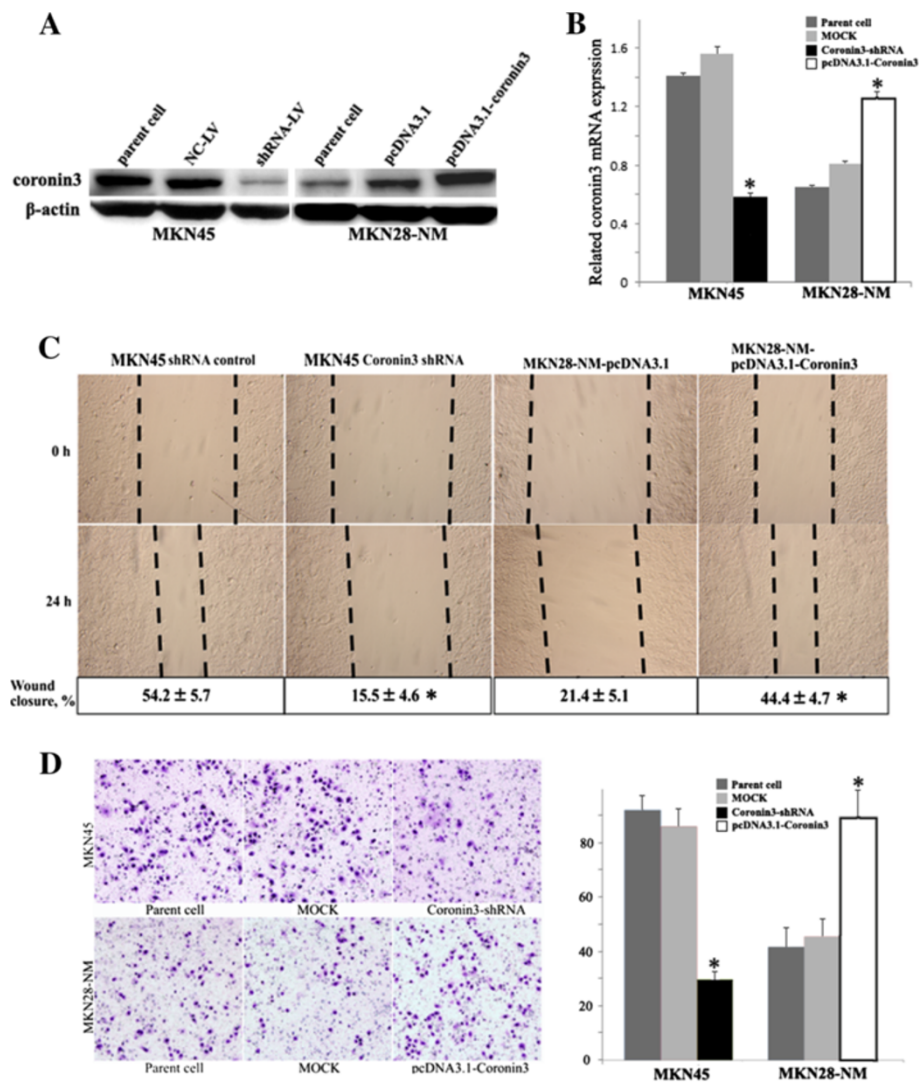 A
parent cell
NC-LV
shRNA-LV
parent cell
pcDNA3.1
pcDNA3.1-coronin3
coronin3
β-actin
MKN45
MKN28-NM
B
Related coronin3 mRNA exprssion
1.6
1.2
0.8
0.4
0
Parent cell
MOCK
Coronin3-shRNA
pcDNA3.1-Coronin3
*
*
MKN45
MKN28-NM
C
MKN45 shRNA control
MKN45 Coronin3 shRNA
MKN28-NM-pcDNA3.1
MKN28-NM-
pcDNA3.1-Coronin3
0 h
24 h
Wound
closure, %
54.2 ± 5.7
15.5 ± 4.6 *
21.4 ± 5.1
44.4 ± 4.7 *
D
MKN45
Parent cell
MOCK
Coronin3-shRNA
MKN28-NM
Parent cell
MOCK
pcDNA3.1-Coronin3
80
60
40
20
0
Parent cell
MOCK
Coronin3-shRNA
pcDNA3.1-Coronin3
*
*
MKN45
MKN28-NM